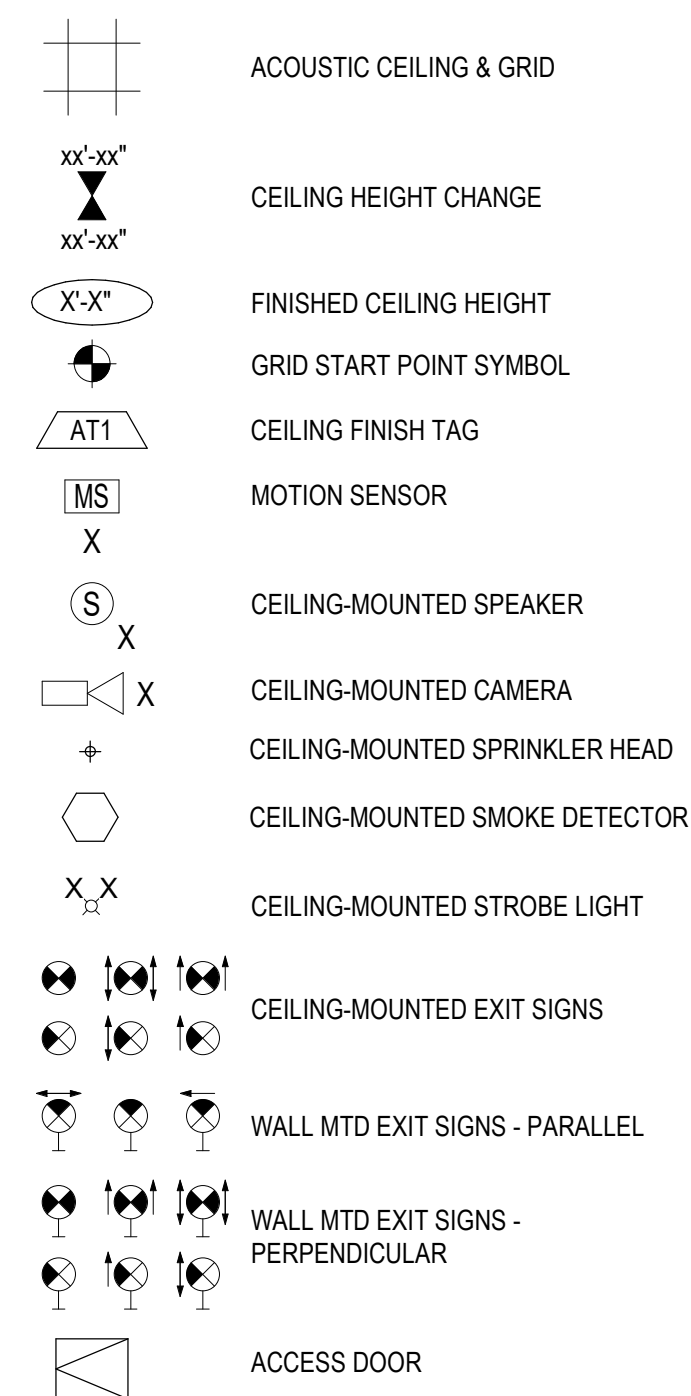 ACOUSTIC CEILING & GRID
xx'-xx"
CEILING HEIGHT CHANGE
xx'-xx"
X'-X"
FINISHED CEILING HEIGHT
GRID START POINT SYMBOL
AT1
CEILING FINISH TAG
MS
MOTION SENSOR
X
S
CEILING-MOUNTED SPEAKER
X
X
CEILING-MOUNTED CAMERA
CEILING-MOUNTED SPRINKLER HEAD
CEILING-MOUNTED SMOKE DETECTOR
X X
CEILING-MOUNTED STROBE LIGHT
CEILING-MOUNTED EXIT SIGNS
WALL MTD EXIT SIGNS - PARALLEL
WALL MTD EXIT SIGNS -
PERPENDICULAR
ACCESS DOOR